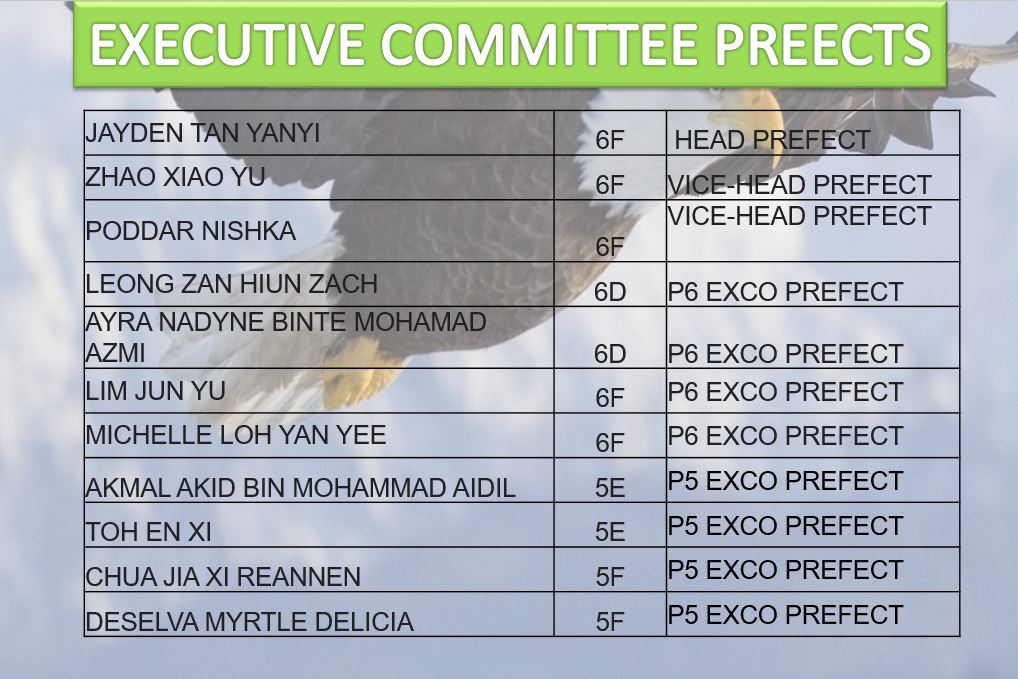 EXECUTIVE COMMITTEE PREECTS
JAYDEN TAN YANYI 6F HEAD PREFECT
ZHAO XIAO YU 6F VICE-HEAD PREFECT
PODDAR NISHKA 6F VICE-HEAD PREFECT
LEONG ZAN HIUN ZACH 6D P6 EXCO PREFECT
AYRA NADYNE BINTE MOHAMAD
AZMI 6D P6 EXCO PREFECT
LIM JUN YU 6F P6 EXCO PREFECT
MICHELLE LOH YAN YEE 6F P6 EXCO PREFECT
AKMAL AKID BIN MOHAMMAD AIDIL 5E P5 EXCO PREFECT
TOH EN XI 5E P5 EXCO PREFECT
CHUA JIA XI REANNEN 5F P5 EXCO PREFECT
DESELVA MYRTLE DELICIA 5F P5 EXCO PREFECT